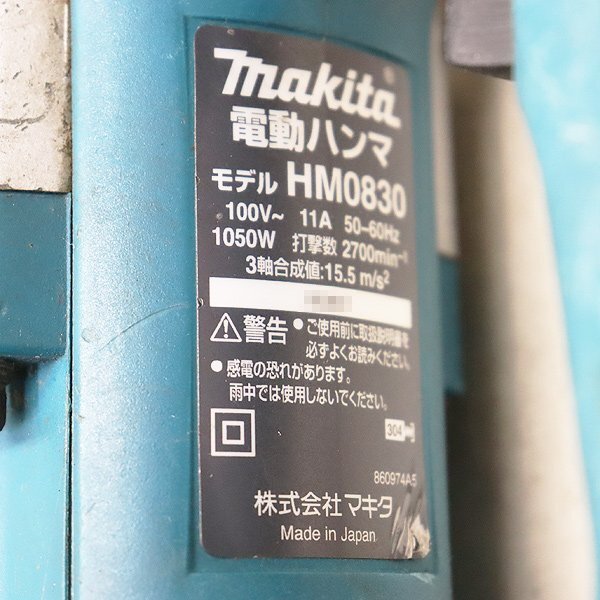 makita
電動ハンマ
モデル HM0830
100V~ 11A 50-60Hz
1050W 打撃数 2700min⁻¹
3軸合成値:15.5 m/s²
⚠警告 ●ご使用前に取扱説明書を
必ずよくお読みください。
●感電の恐れがあります。
雨中では使用しないでください。
304
860974A5
株式会社マキタ
Made in Japan